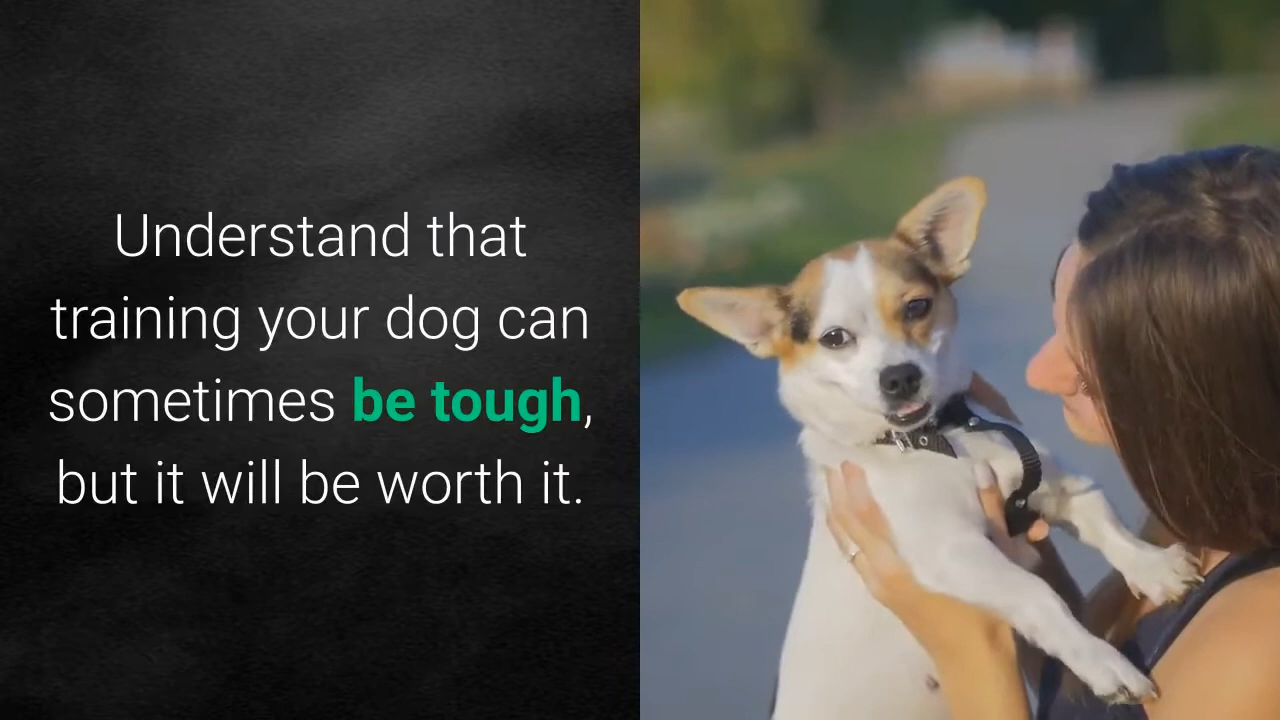 Understand that
training your dog can
sometimes be tough,
but it will be worth it.